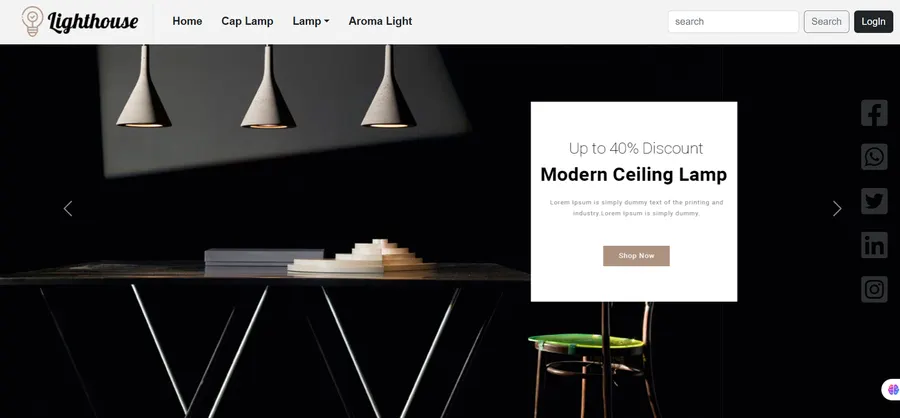 Lighthouse
Home Cap Lamp Lamp Aroma Light
search Search LogIn
Up to 40% Discount
Modern Ceiling Lamp
Lorem Ipsum is simply dummy text of the printing and
industry.Lorem Ipsum is simply dummy.
Shop Now